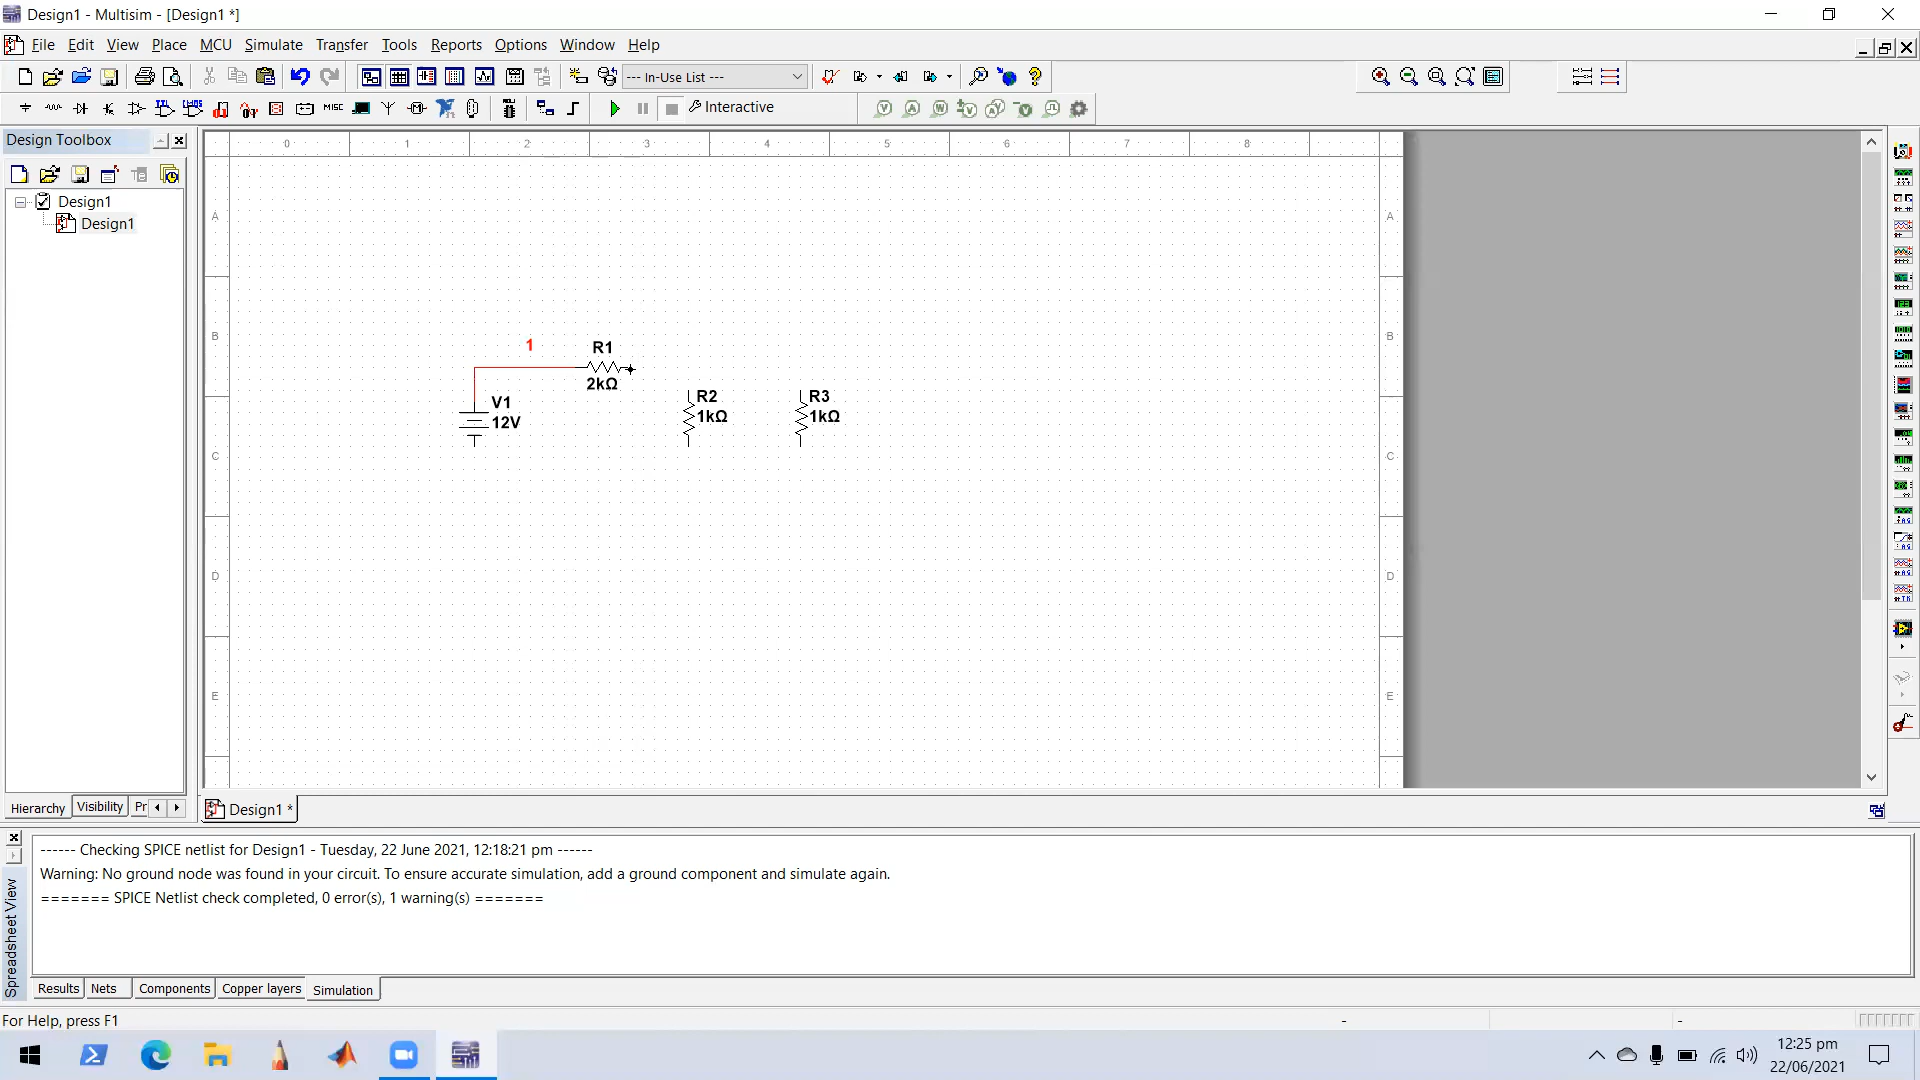 Design1 - Multisim - [Design1 *]
File Edit View Place MCU Simulate Transfer Tools Reports Options Window Help
--- In-Use List ---
MISC
Interactive
Design Toolbox
Design1
Design1
0 1 2 3 4 5 6 7 8
A A
B B
1
R1
2kΩ
V1
12V
R2
1kΩ
R3
1kΩ
C C
D D
E E
Hierarchy Visibility Pr
Design1 *
Spreadsheet View
------ Checking SPICE netlist for Design1 - Tuesday, 22 June 2021, 12:18:21 pm ------
Warning: No ground node was found in your circuit. To ensure accurate simulation, add a ground component and simulate again.
======= SPICE Netlist check completed, 0 error(s), 1 warning(s) =======
Results Nets Components Copper layers Simulation
For Help, press F1 - -
12:25 pm
22/06/2021